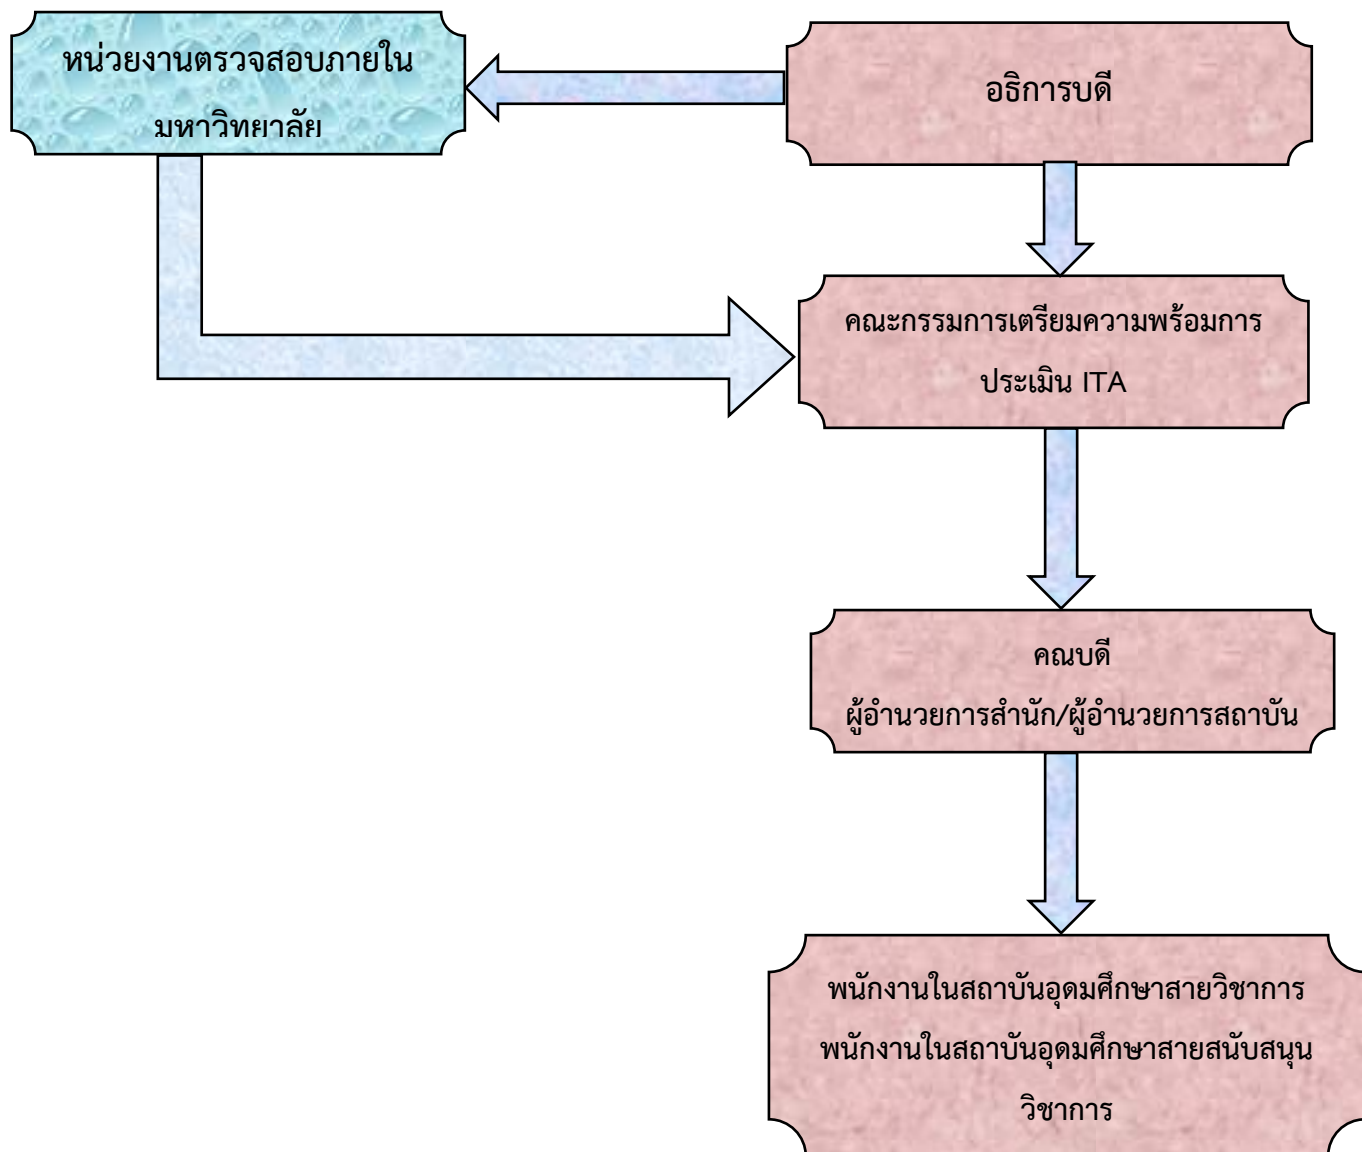 หน่วยงานตรวจสอบภายใน
มหาวิทยาลัย
อธิการบดี
คณะกรรมการเตรียมความพร้อมการ
ประเมิน ITA
คณบดี
ผู้อำนวยการสำนัก/ผู้อำนวยการสถาบัน
พนักงานในสถาบันอุดมศึกษาสายวิชาการ
พนักงานในสถาบันอุดมศึกษาสายสนับสนุน
วิชาการ